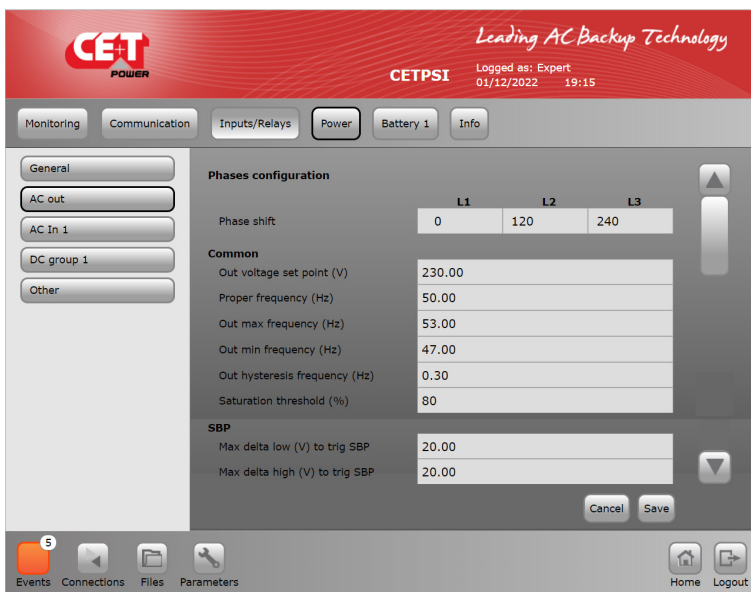 CE+T
POWER
Leading AC Backup Technology
CETPSI
Logged as: Expert
01/12/2022 19:15
Monitoring
Communication
Inputs/Relays
Power
Battery 1
Info
General
AC out
AC In 1
DC group 1
Other
Phases configuration
L1 L2 L3
Phase shift 0 120 240
Common
Out voltage set point (V) 230.00
Proper frequency (Hz) 50.00
Out max frequency (Hz) 53.00
Out min frequency (Hz) 47.00
Out hysteresis frequency (Hz) 0.30
Saturation threshold (%) 80
SBP
Max delta low (V) to trig SBP 20.00
Max delta high (V) to trig SBP 20.00
Cancel Save
5
Events Connections Files Parameters Home Logout